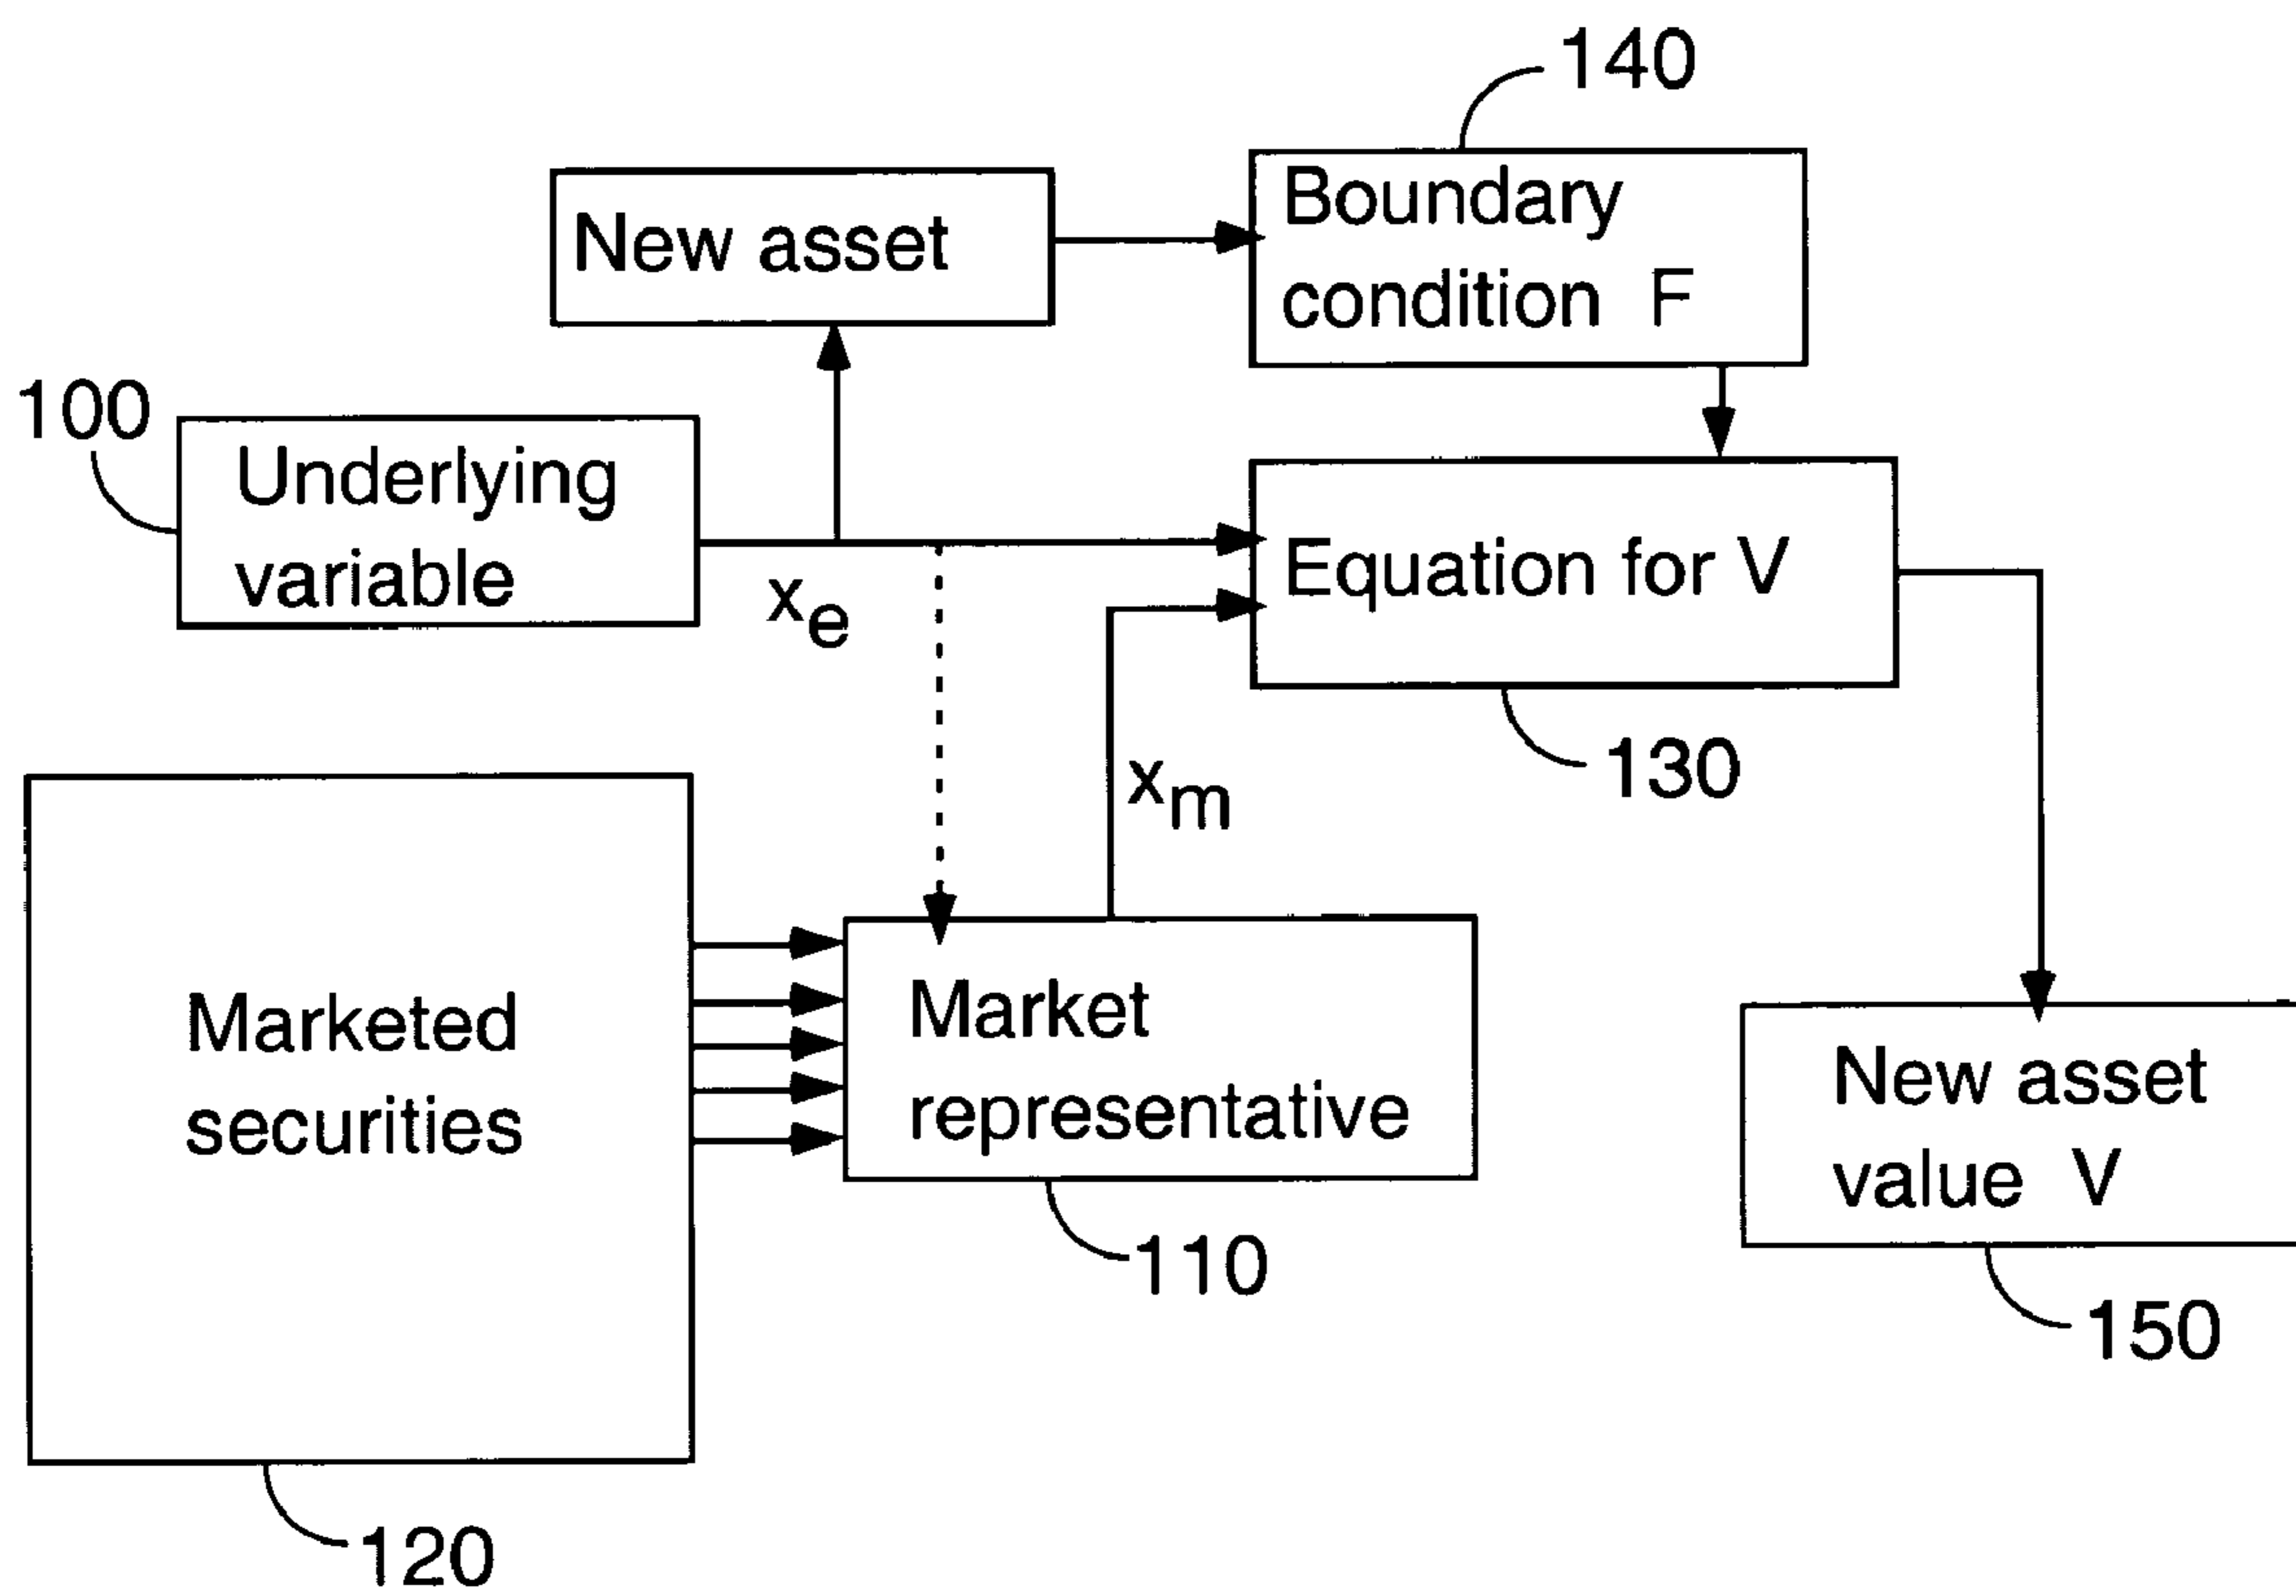 140
New asset
Boundary
condition F
100
Underlying
variable
xe
Equation for V
xm
130
Marketed
securities
Market
representative
110
New asset
value V
150
120